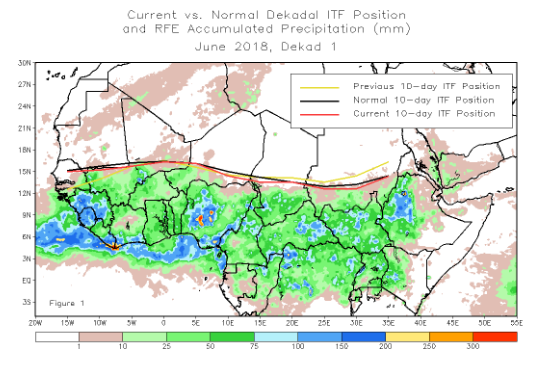 Current vs. Normal Dekadal ITF Position
and RFE Accumulated Precipitation (mm)
June 2018, Dekad 1
30N
27N
24N
21N
18N
15N
12N
9N
6N
3N
EQ
3S
Previous 10-day ITF Position
Normal 10-day ITF Position
Current 10-day ITF Position
Figure 1
20W 15W 10W 5W 0 5E 10E 15E 20E 25E 30E 35E 40E 45E 50E 55E
1 10 25 50 75 100 150 200 250 300